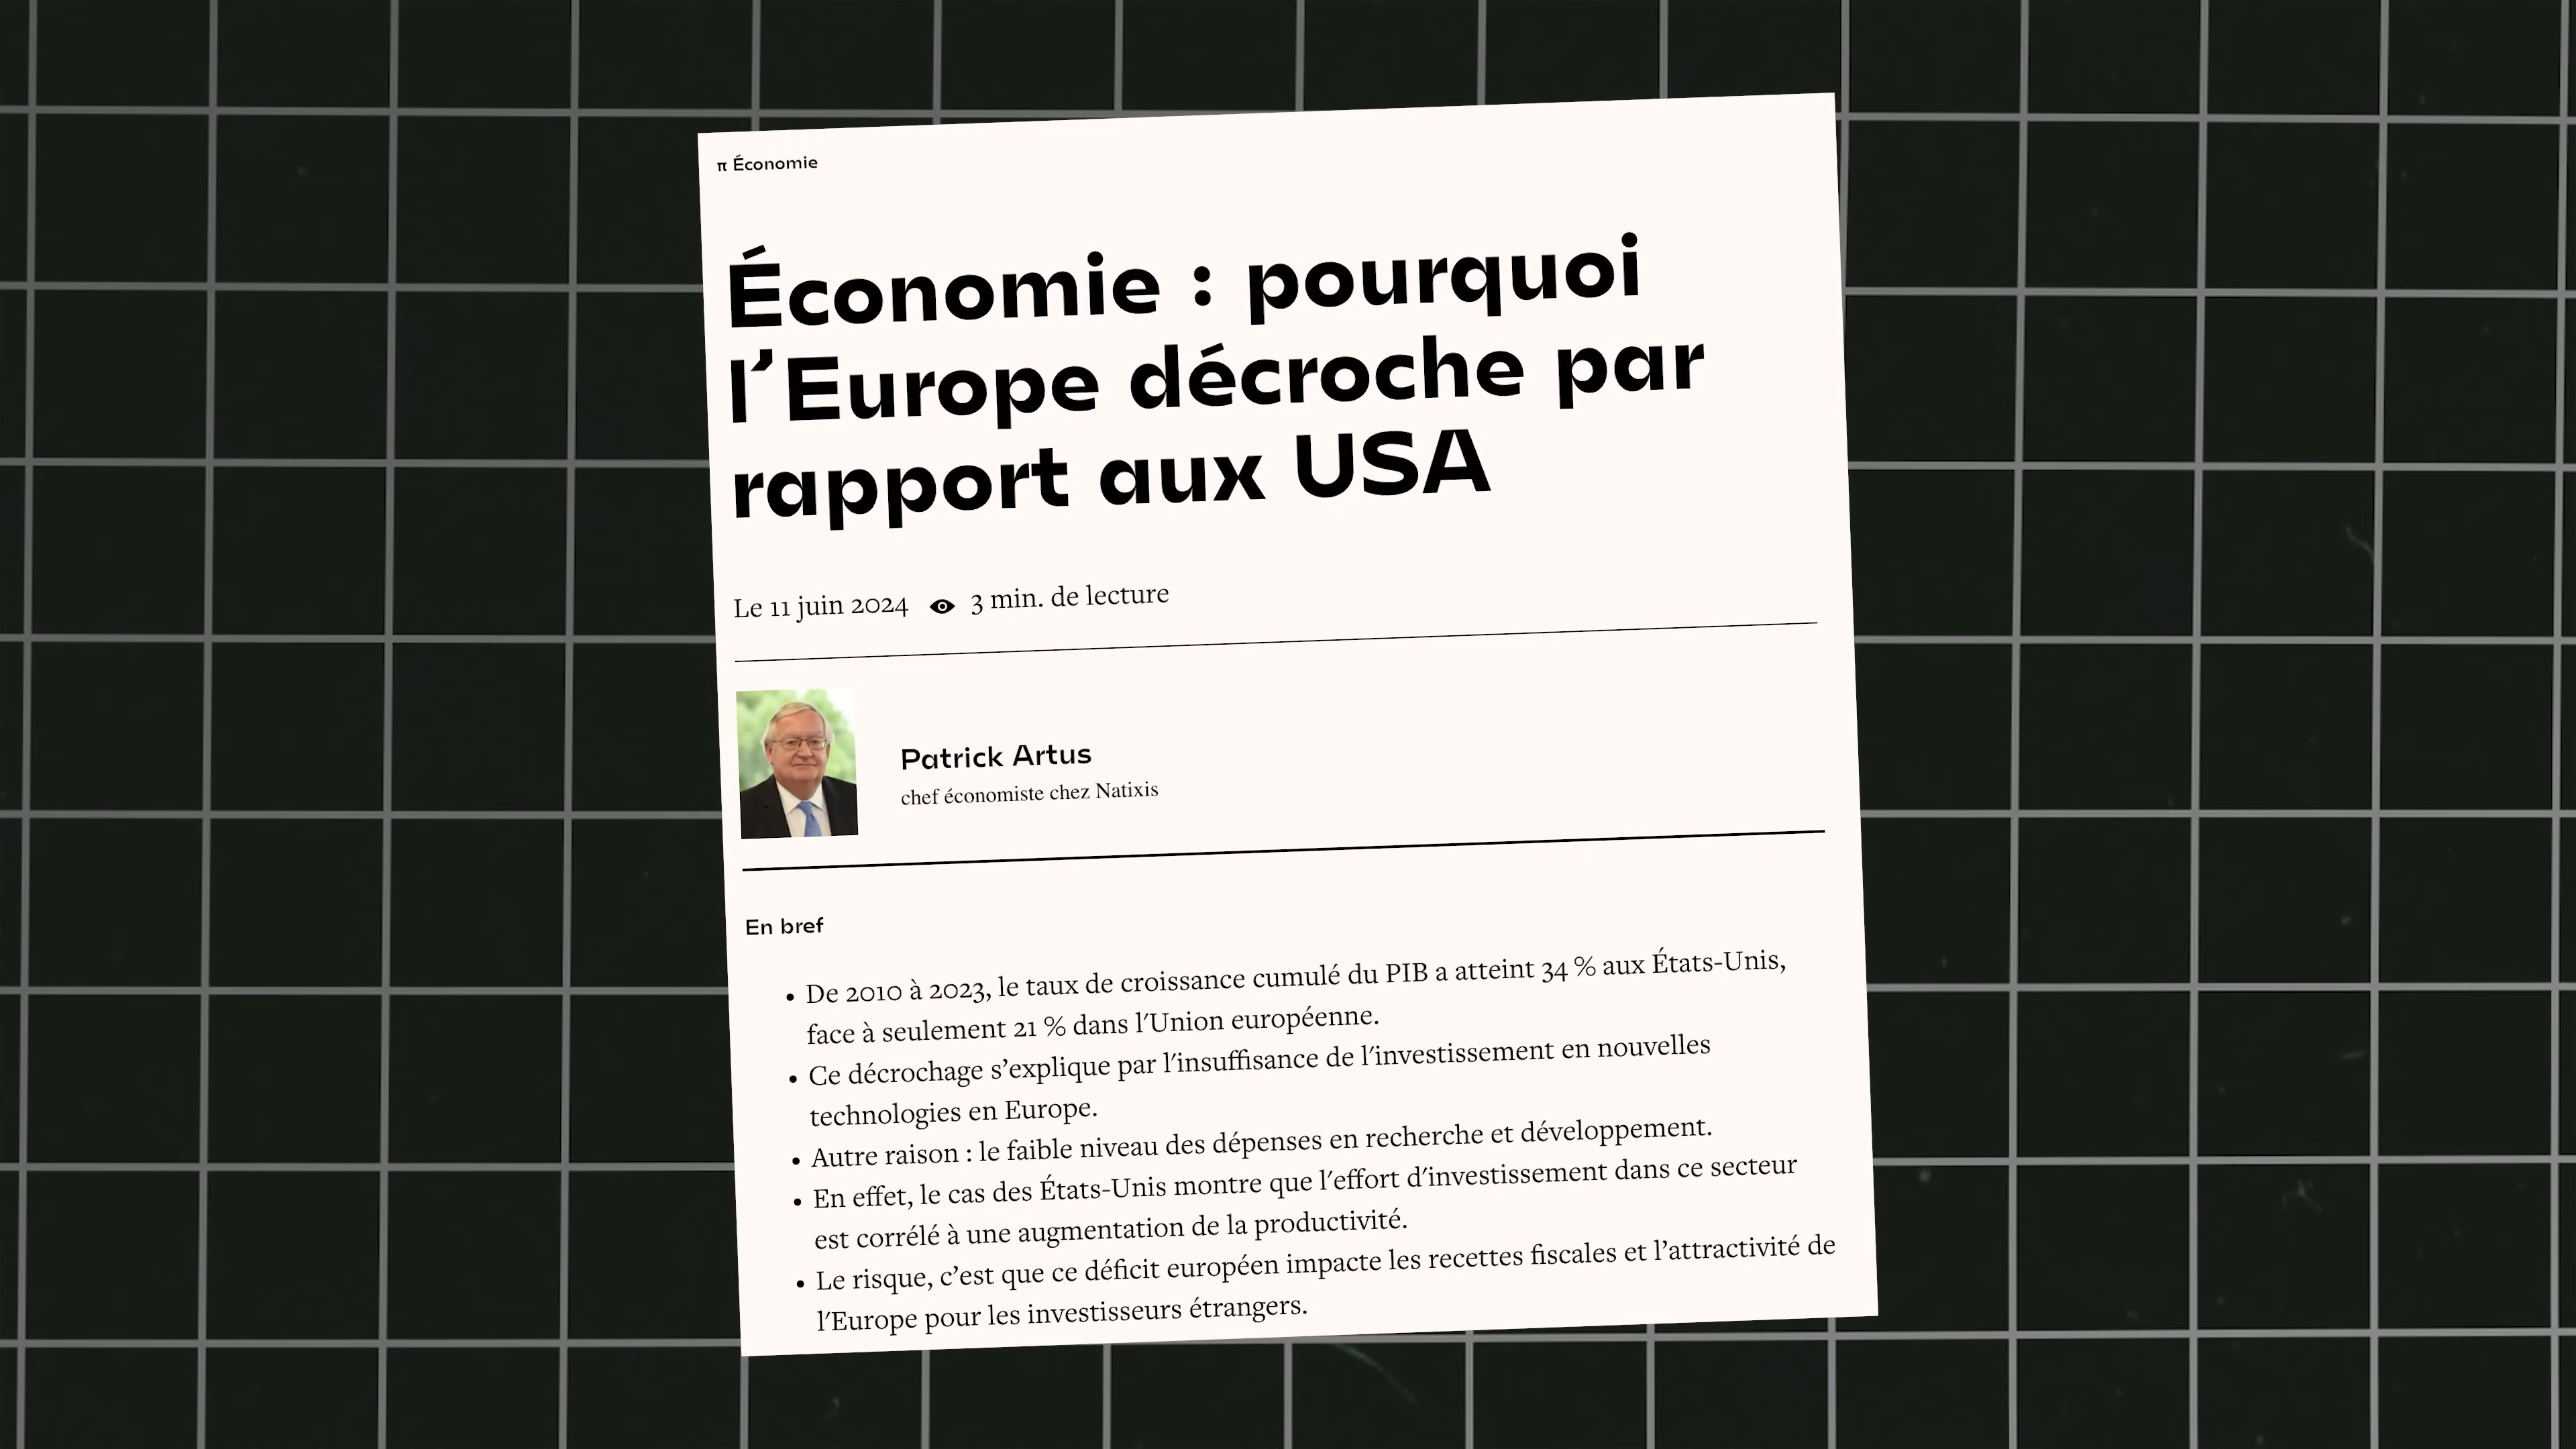 π Économie
Économie : pourquoi
l’Europe décroche par
rapport aux USA
Le 11 juin 2024 3 min. de lecture
Patrick Artus
chef économiste chez Natixis
En bref
• De 2010 à 2023, le taux de croissance cumulé du PIB a atteint 34 % aux États-Unis,
face à seulement 21 % dans l'Union européenne.
• Ce décrochage s’explique par l'insuffisance de l'investissement en nouvelles
technologies en Europe.
• Autre raison : le faible niveau des dépenses en recherche et développement.
• En effet, le cas des États-Unis montre que l'effort d'investissement dans ce secteur
est corrélé à une augmentation de la productivité.
• Le risque, c’est que ce déficit européen impacte les recettes fiscales et l’attractivité de
l'Europe pour les investisseurs étrangers.